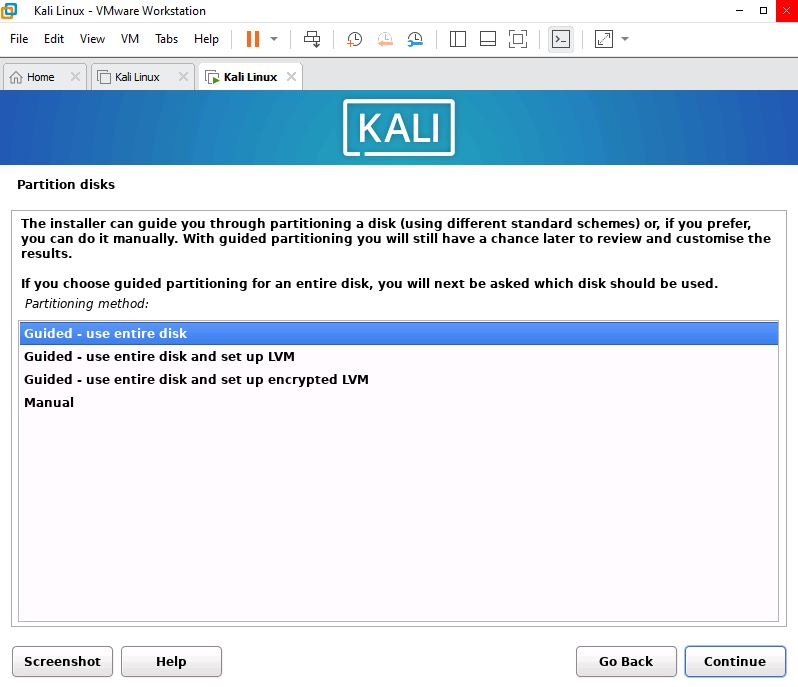 Kali Linux - VMware Workstation
File Edit View VM Tabs Help
Home Kali Linux Kali Linux
KALI
Partition disks
The installer can guide you through partitioning a disk (using different standard schemes) or, if you prefer,
you can do it manually. With guided partitioning you will still have a chance later to review and customise the
results.
If you choose guided partitioning for an entire disk, you will next be asked which disk should be used.
Partitioning method:
Guided - use entire disk
Guided - use entire disk and set up LVM
Guided - use entire disk and set up encrypted LVM
Manual
Screenshot Help Go Back Continue